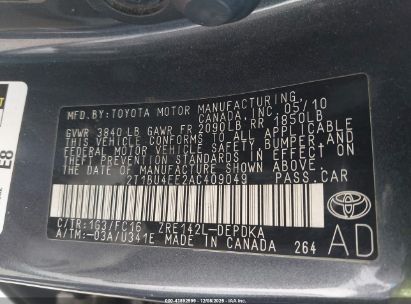 MFD. BY: TOYOTA MOTOR MANUFACTURING
CANADA, INC. 05/10
GVWR 3840 LB GAWR FR 2090LB RR 1850LB
THIS VEHICLE CONFORMS TO ALL APPLICABLE
FEDERAL MOTOR VEHICLE SAFETY, BUMPER, AND
THEFT PREVENTION STANDARDS IN EFFECT ON
THE DATE OF MANUFACTURE SHOWN ABOVE.
2T1BU4EE2AC409049 PASS. CAR
C/TR: 1G3/FC16 ZRE142L-DEPDKA
A/TM: -03A/U341E MADE IN CANADA 264
TOYOTA
AD
E8